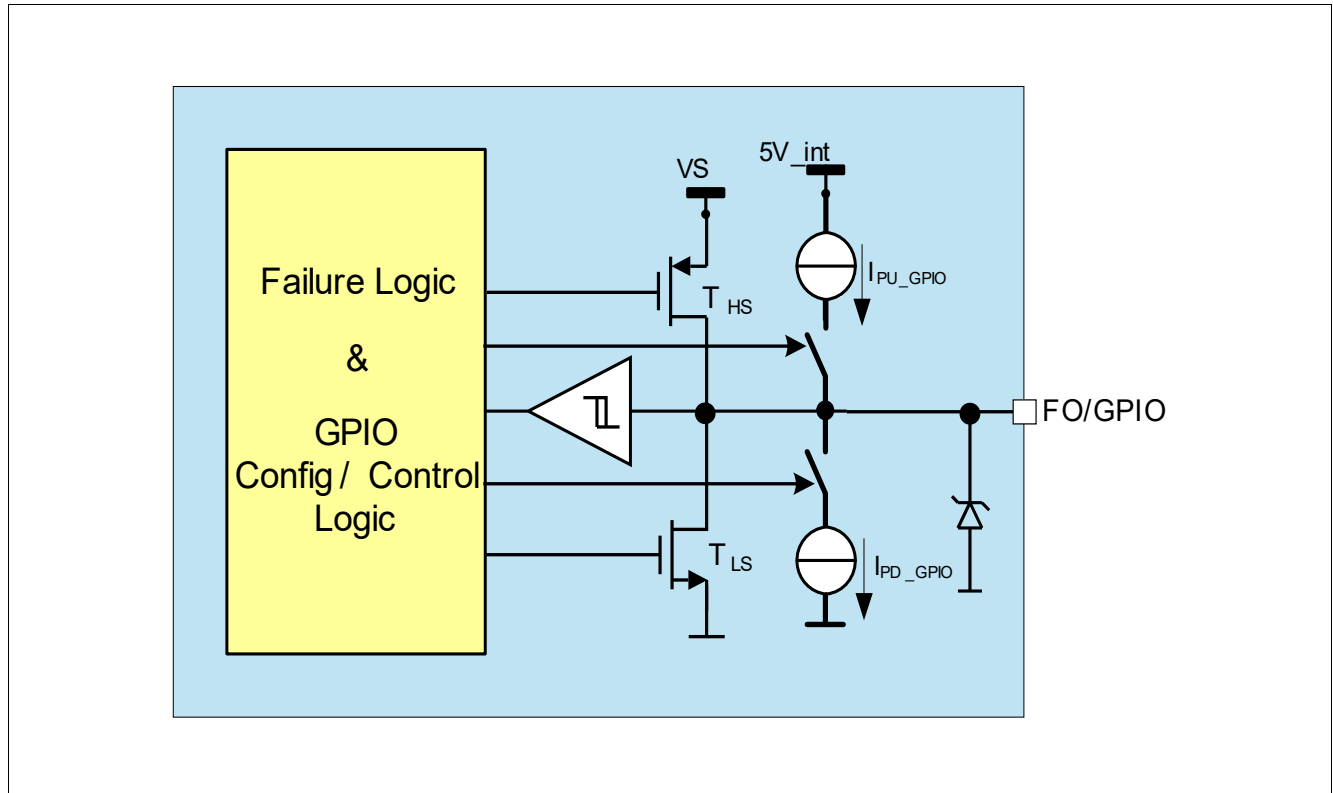 Failure Logic
&
GPIO
Config / Control
Logic
VS
5V_int
T HS
I PU_GPIO
FO/GPIO
T LS
I PD_GPIO